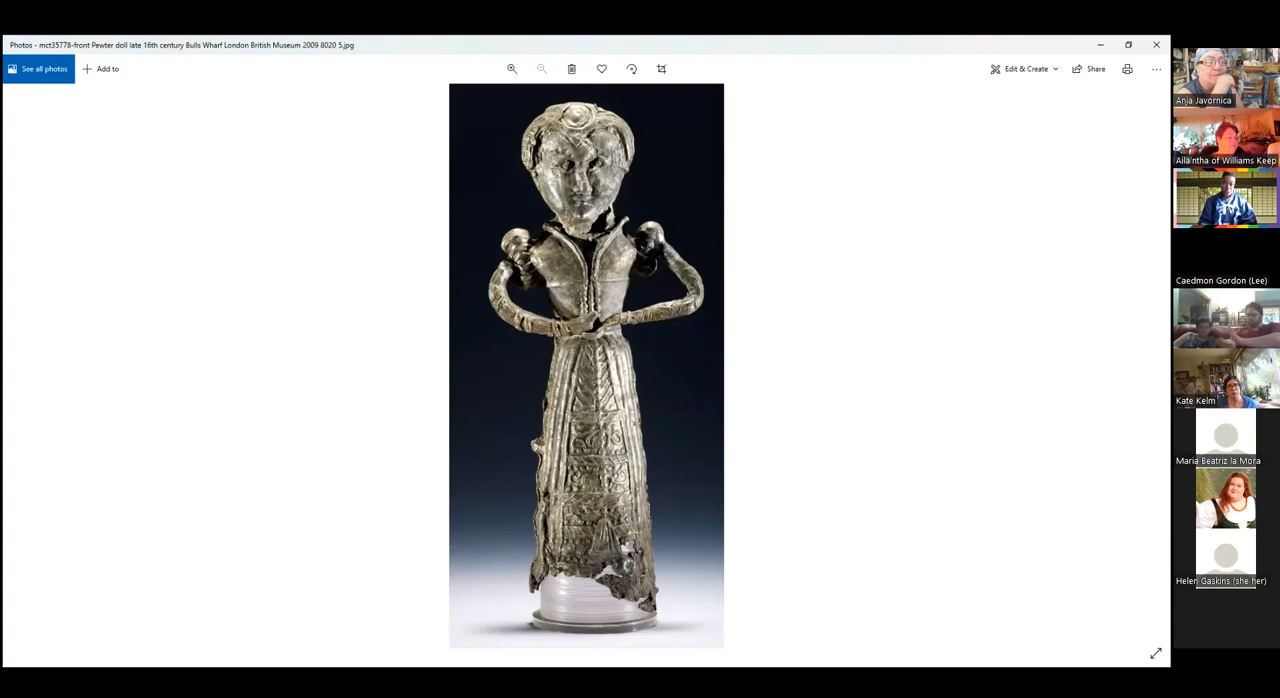 Photos - mct35778-front Pewter doll late 16th century Bulls Wharf London British Museum 2009 8020 5.jpg
See all photos
Add to
Edit & Create
Share
Anja Javornica
Aila'ntha of Williams Keep
Caedmon Gordon (Lee)
Kate Kelm
Maria Beatriz la Mora
Helen Gaskins (she her)